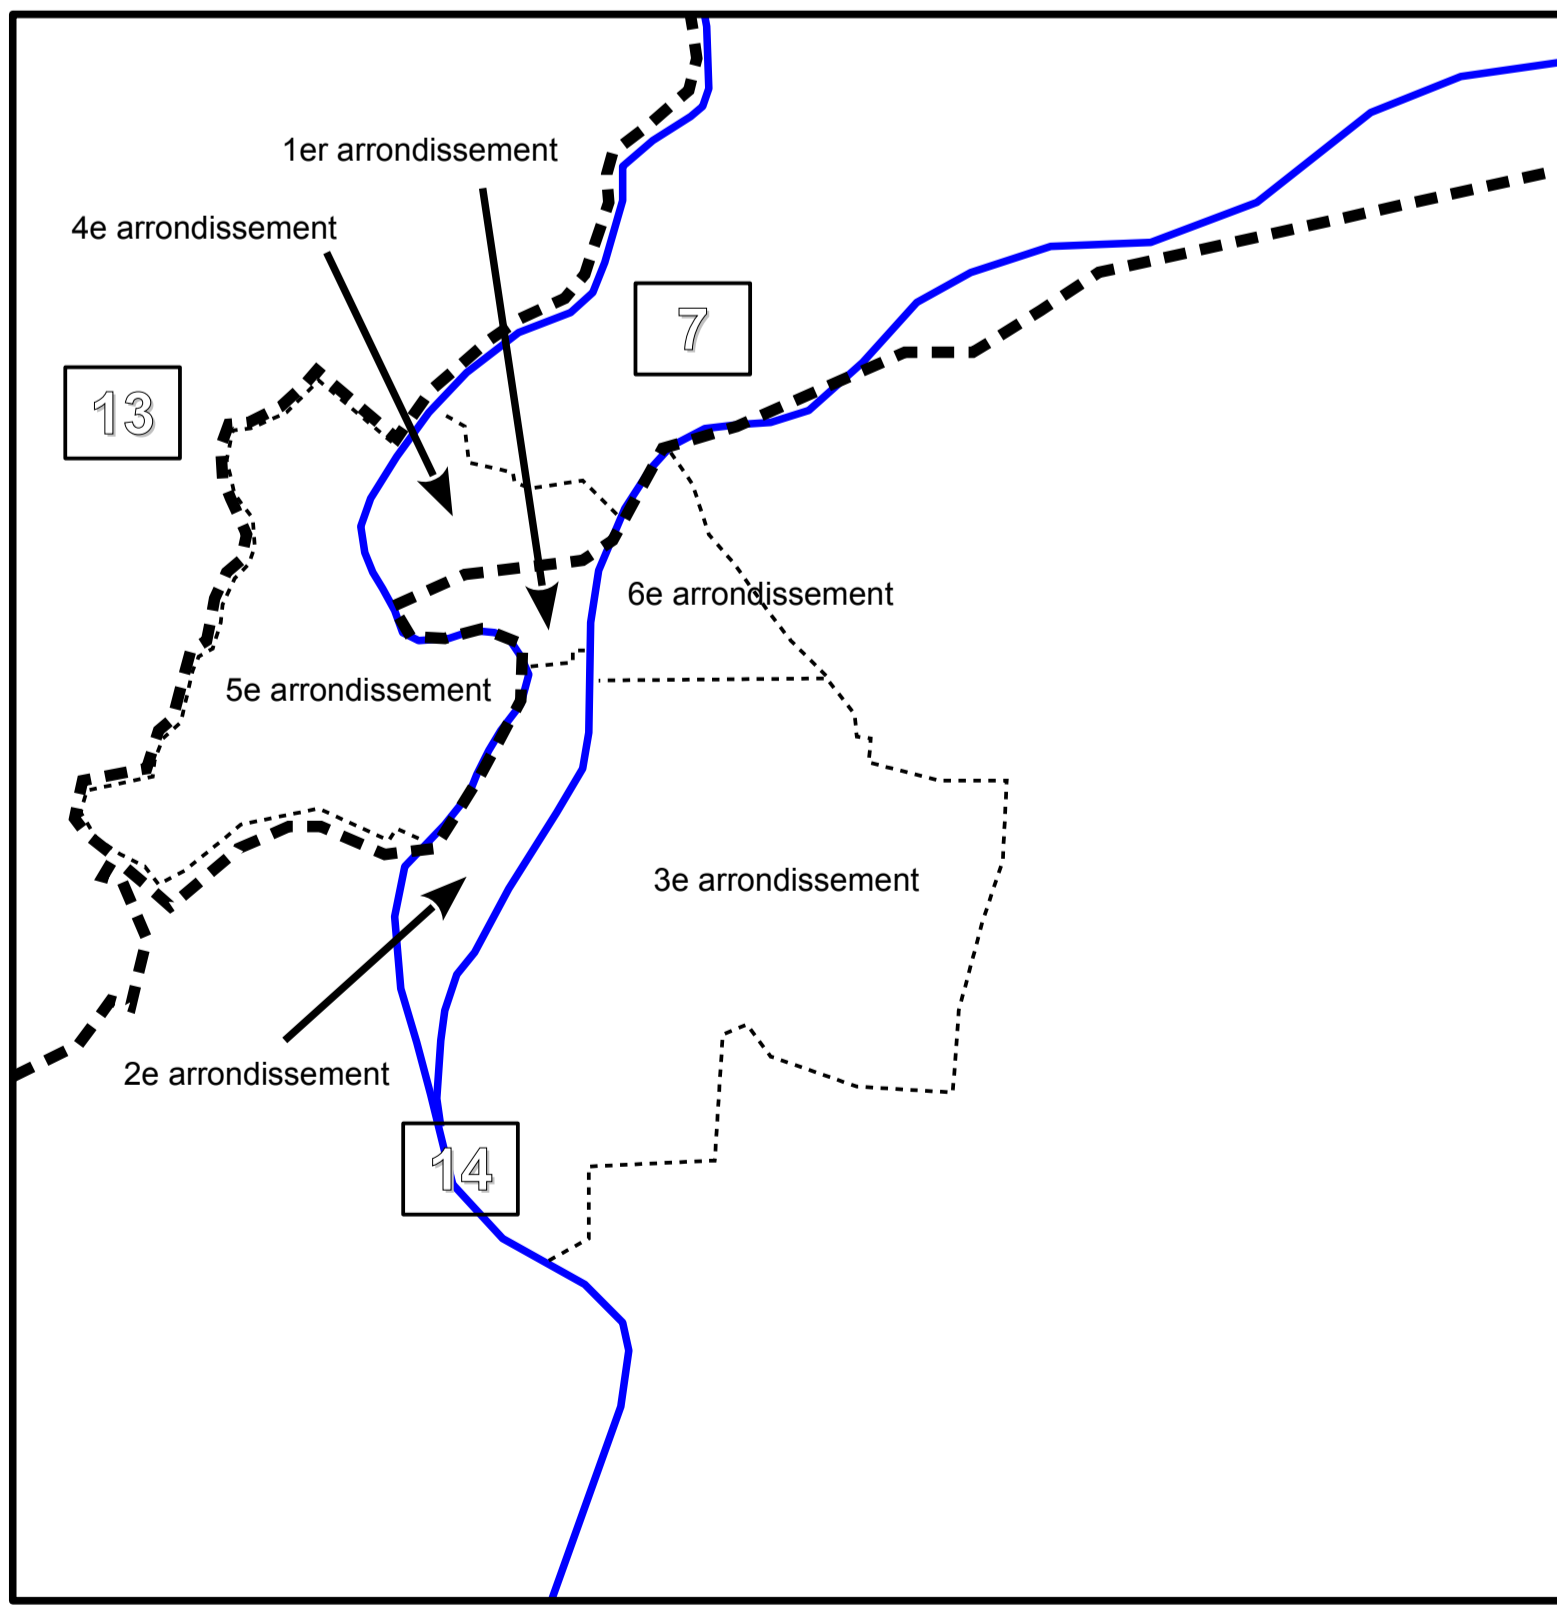 1er arrondissement
4e arrondissement
7
13
6e arrondissement
5e arrondissement
3e arrondissement
2e arrondissement
14